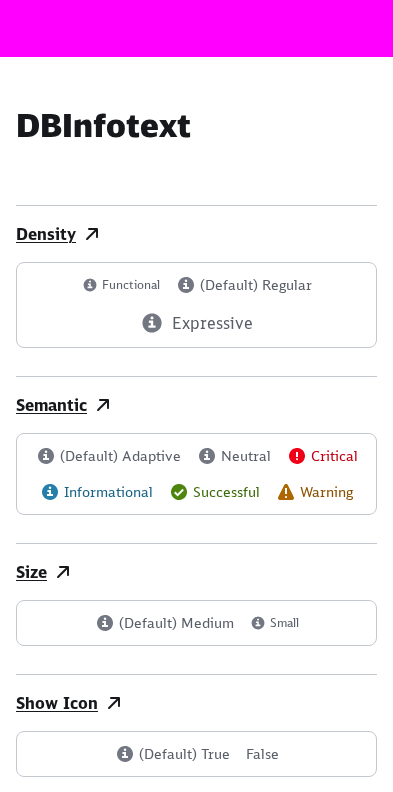 DBInfotext
Density
Functional (Default) Regular
Expressive
Semantic
(Default) Adaptive Neutral Critical
Informational Successful Warning
Size
(Default) Medium Small
Show Icon
(Default) True False